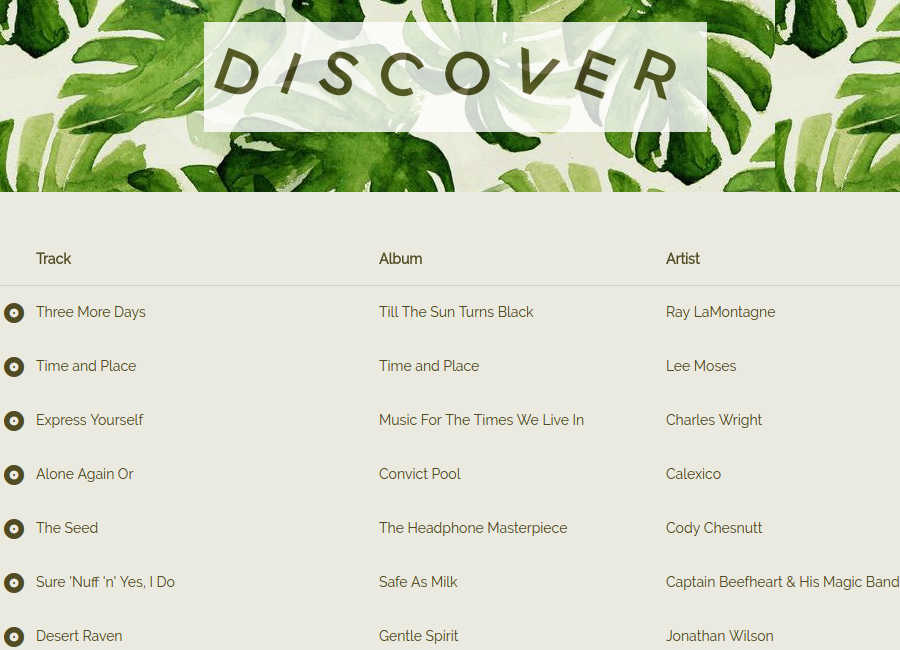 DISCOVER
Track Album Artist
Three More Days Till The Sun Turns Black Ray LaMontagne
Time and Place Time and Place Lee Moses
Express Yourself Music For The Times We Live In Charles Wright
Alone Again Or Convict Pool Calexico
The Seed The Headphone Masterpiece Cody Chesnutt
Sure 'Nuff 'n' Yes, I Do Safe As Milk Captain Beefheart & His Magic Band
Desert Raven Gentle Spirit Jonathan Wilson